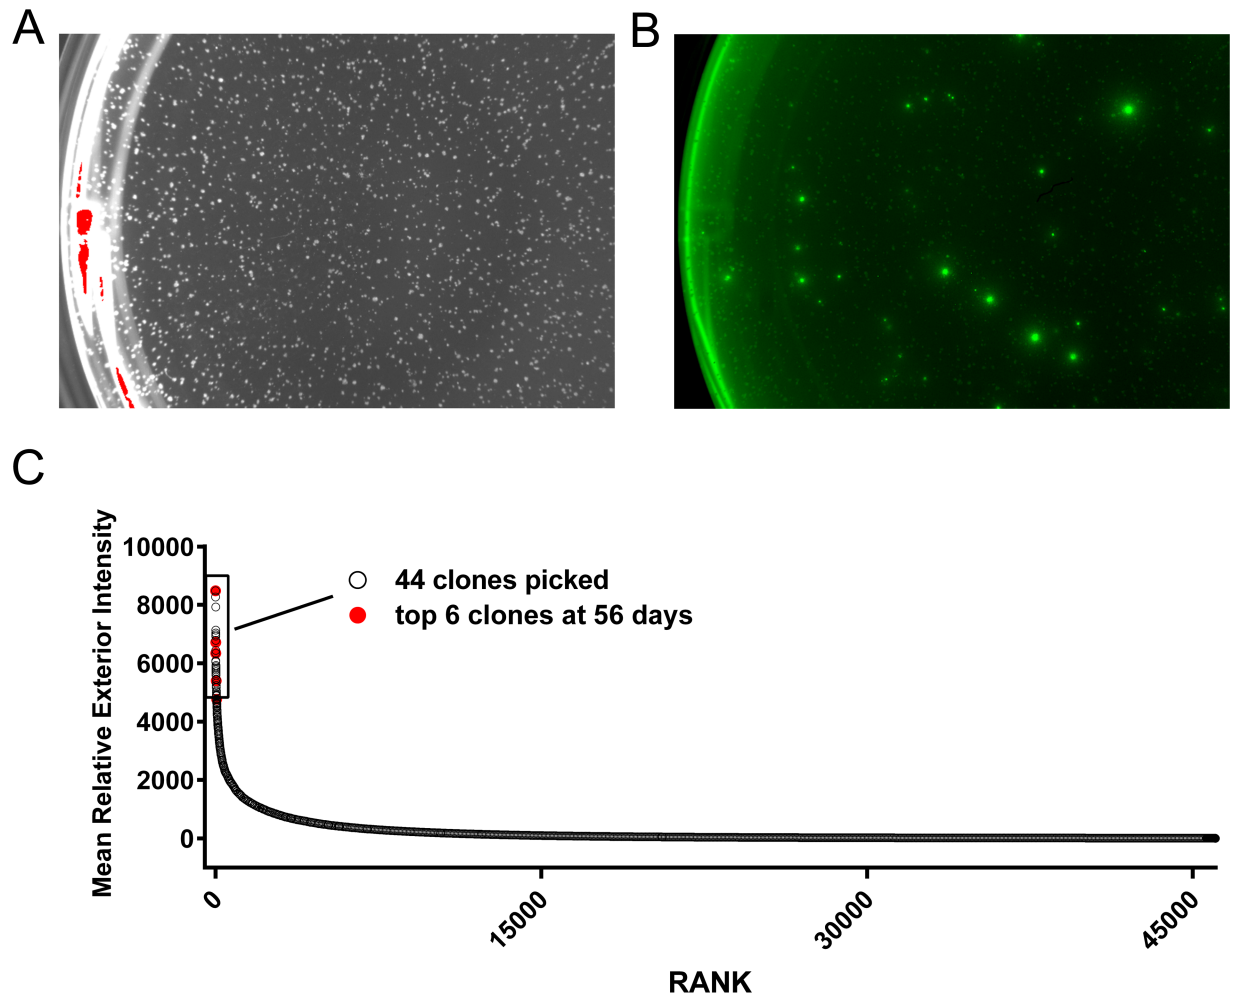 A
B
C
Mean Relative Exterior Intensity
10000
8000
6000
4000
2000
0
44 clones picked
top 6 clones at 56 days
0
15000
30000
45000
RANK